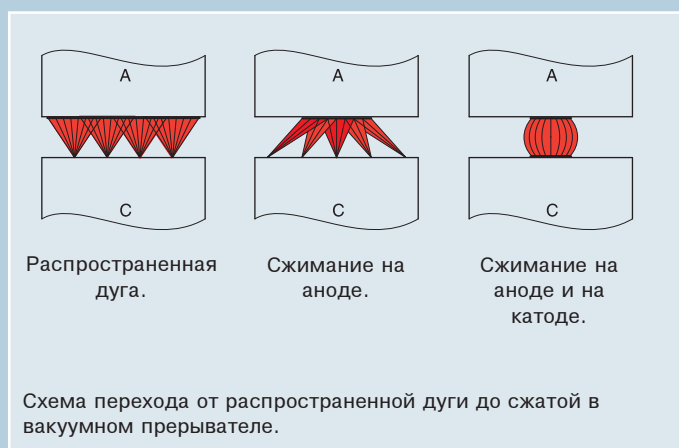 A A A
C C C
Распространенная
дуга.
Сжимание на
аноде.
Сжимание на
аноде и на
катоде.
Схема перехода от распространенной дуги до сжатой в
вакуумном прерывателе.